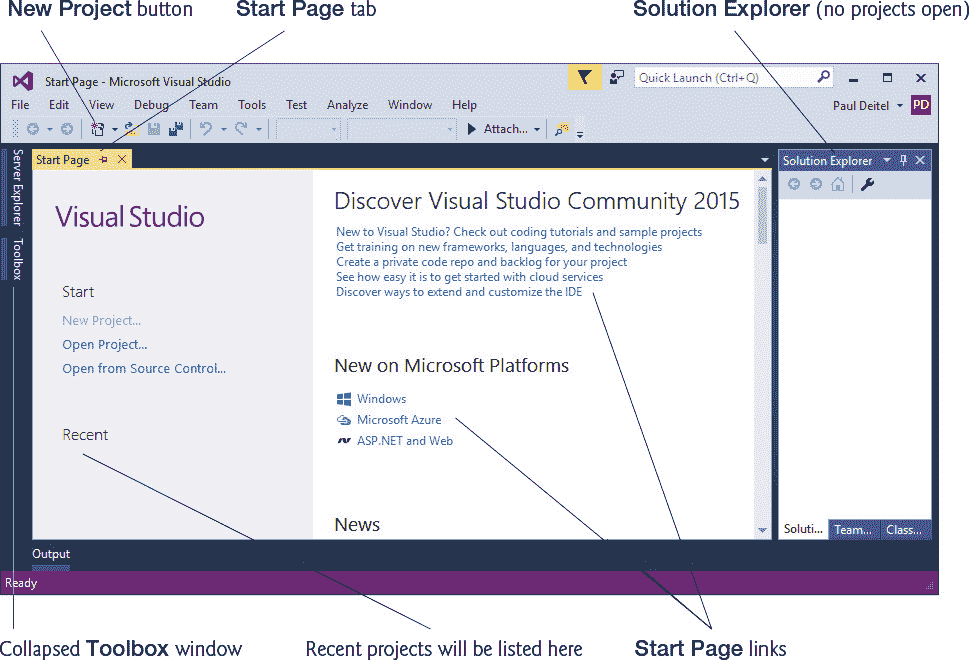 New Project button
Start Page tab
Solution Explorer (no projects open)
Start Page - Microsoft Visual Studio
Quick Launch (Ctrl+Q)
File Edit View Debug Team Tools Test Analyze Window Help
Paul Deitel PD
Attach...
Server Explorer
Toolbox
Start Page
Solution Explorer
Visual Studio
Start
New Project...
Open Project...
Open from Source Control...
Recent
Discover Visual Studio Community 2015
New to Visual Studio? Check out coding tutorials and sample projects
Get training on new frameworks, languages, and technologies
Create a private code repo and backlog for your project
See how easy it is to get started with cloud services
Discover ways to extend and customize the IDE
New on Microsoft Platforms
Windows
Microsoft Azure
ASP.NET and Web
News
Soluti... Team... Class...
Output
Ready
Collapsed Toolbox window
Recent projects will be listed here
Start Page links